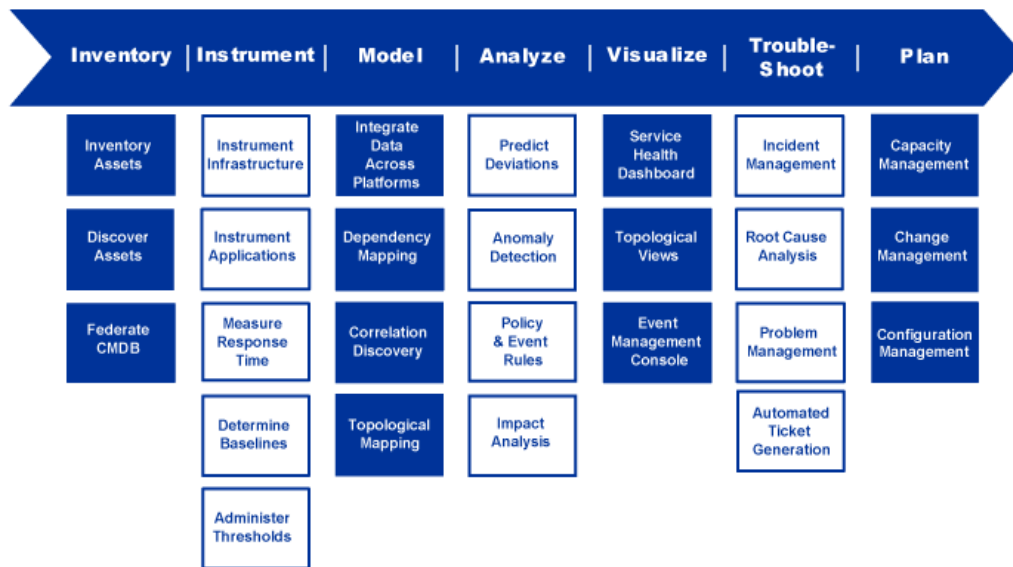 Inventory | Instrument | Model | Analyze | Visualize | Trouble-
Shoot | Plan
Inventory
Assets
Discover
Assets
Federate
CMDB
Instrument
Infrastructure
Instrument
Applications
Measure
Response
Time
Determine
Baselines
Administer
Thresholds
Integrate
Data
Across
Platforms
Dependency
Mapping
Correlation
Discovery
Topological
Mapping
Predict
Deviations
Anomaly
Detection
Policy
& Event
Rules
Impact
Analysis
Service
Health
Dashboard
Topological
Views
Event
Management
Console
Incident
Management
Root Cause
Analysis
Problem
Management
Automated
Ticket
Generation
Capacity
Management
Change
Management
Configuration
Management